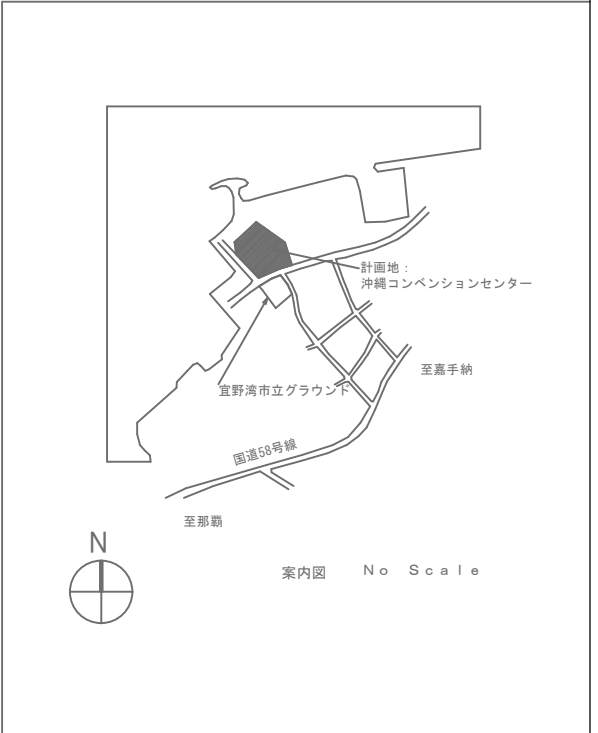 計画地：
沖縄コンベンションセンター
至嘉手納
宜野湾市立グラウンド
国道58号線
至那覇
N
案内図　No Scale